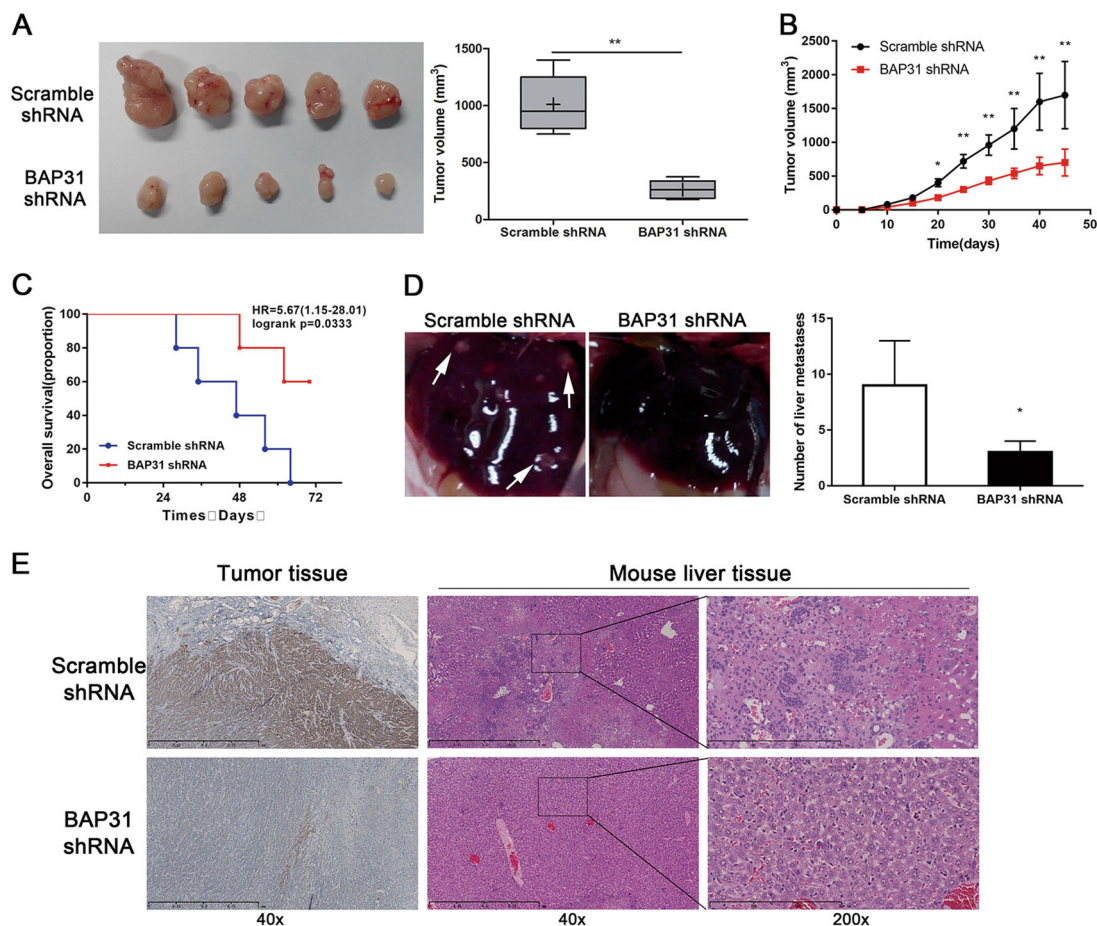 A
Scramble
shRNA
BAP31
shRNA
Tumor volume (mm3)
1500
1000
500
0
**
Scramble shRNA
BAP31 shRNA
B
Tumor volume (mm3)
2500
2000
1500
1000
500
0
Scramble shRNA
BAP31 shRNA
*
**
**
**
**
**
0
10
20
30
40
50
Time(days)
C
Overall survival(proportion)
100
80
60
40
20
0
HR=5.67(1.15-28.01)
logrank p=0.0333
Scramble shRNA
BAP31 shRNA
0
24
48
72
Times□Days□
D
Scramble shRNA
BAP31 shRNA
Number of liver metastases
15
10
5
0
*
Scramble shRNA
BAP31 shRNA
E
Tumor tissue
Mouse liver tissue
Scramble
shRNA
BAP31
shRNA
40x
40x
200x